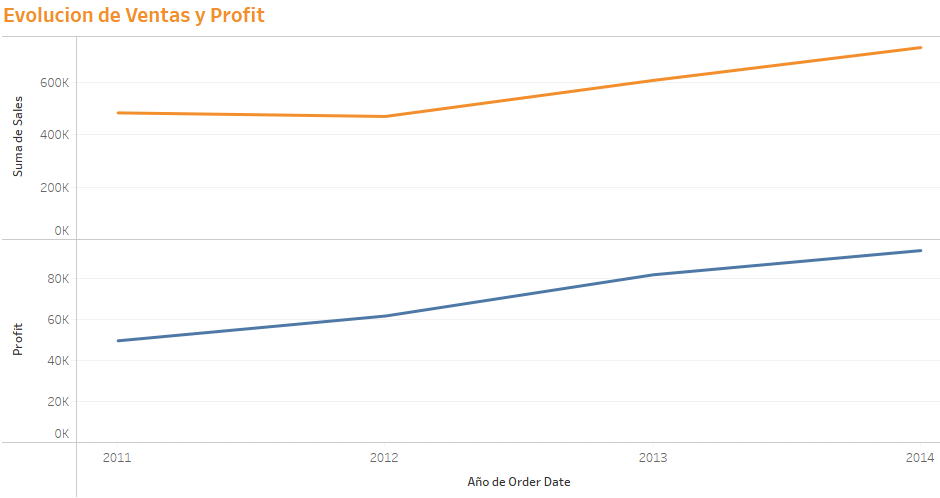 Evolucion de Ventas y Profit
Suma de Sales
600K
400K
200K
0K
Profit
80K
60K
40K
20K
0K
2011
2012
2013
2014
Año de Order Date